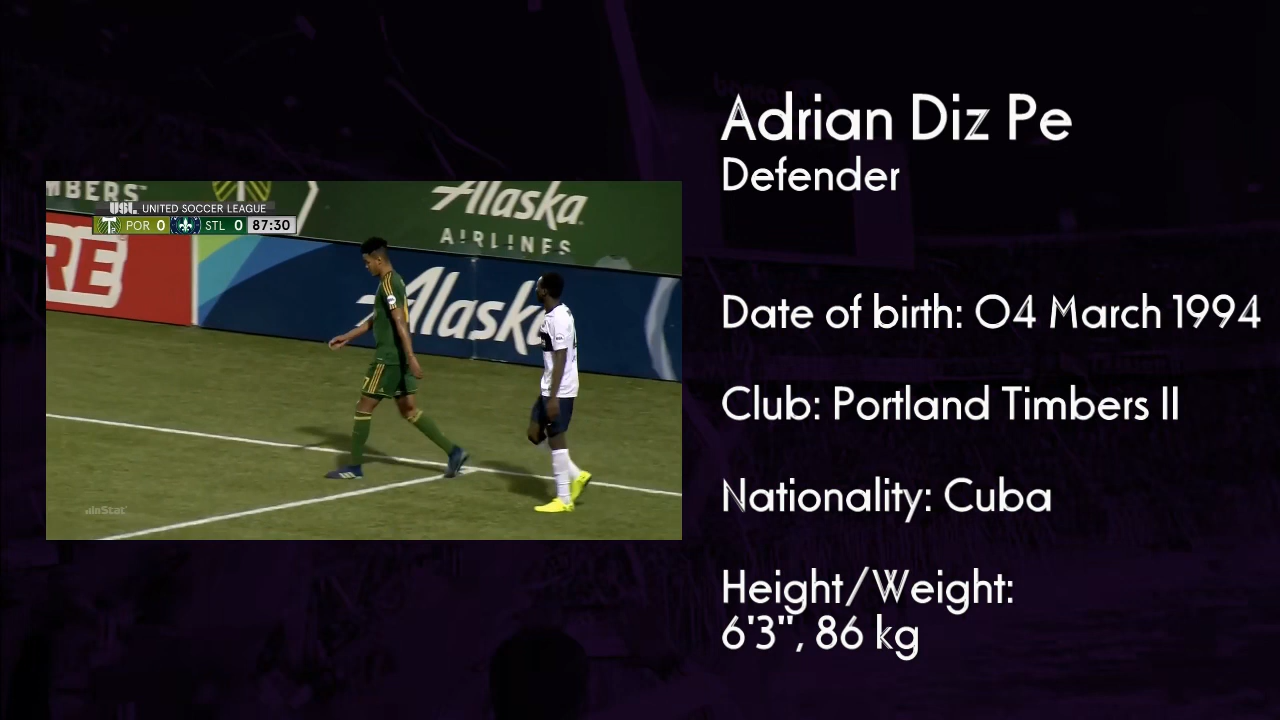 Adrian Diz Pe
Defender
Date of birth: 04 March 1994
Club: Portland Timbers II
Nationality: Cuba
Height/Weight:
6'3", 86 kg
MBERS
USL UNITED SOCCER LEAGUE
POR 0 STL 0 87:30
Alaska
AIRLINES
RE
Alaska
7
InStat